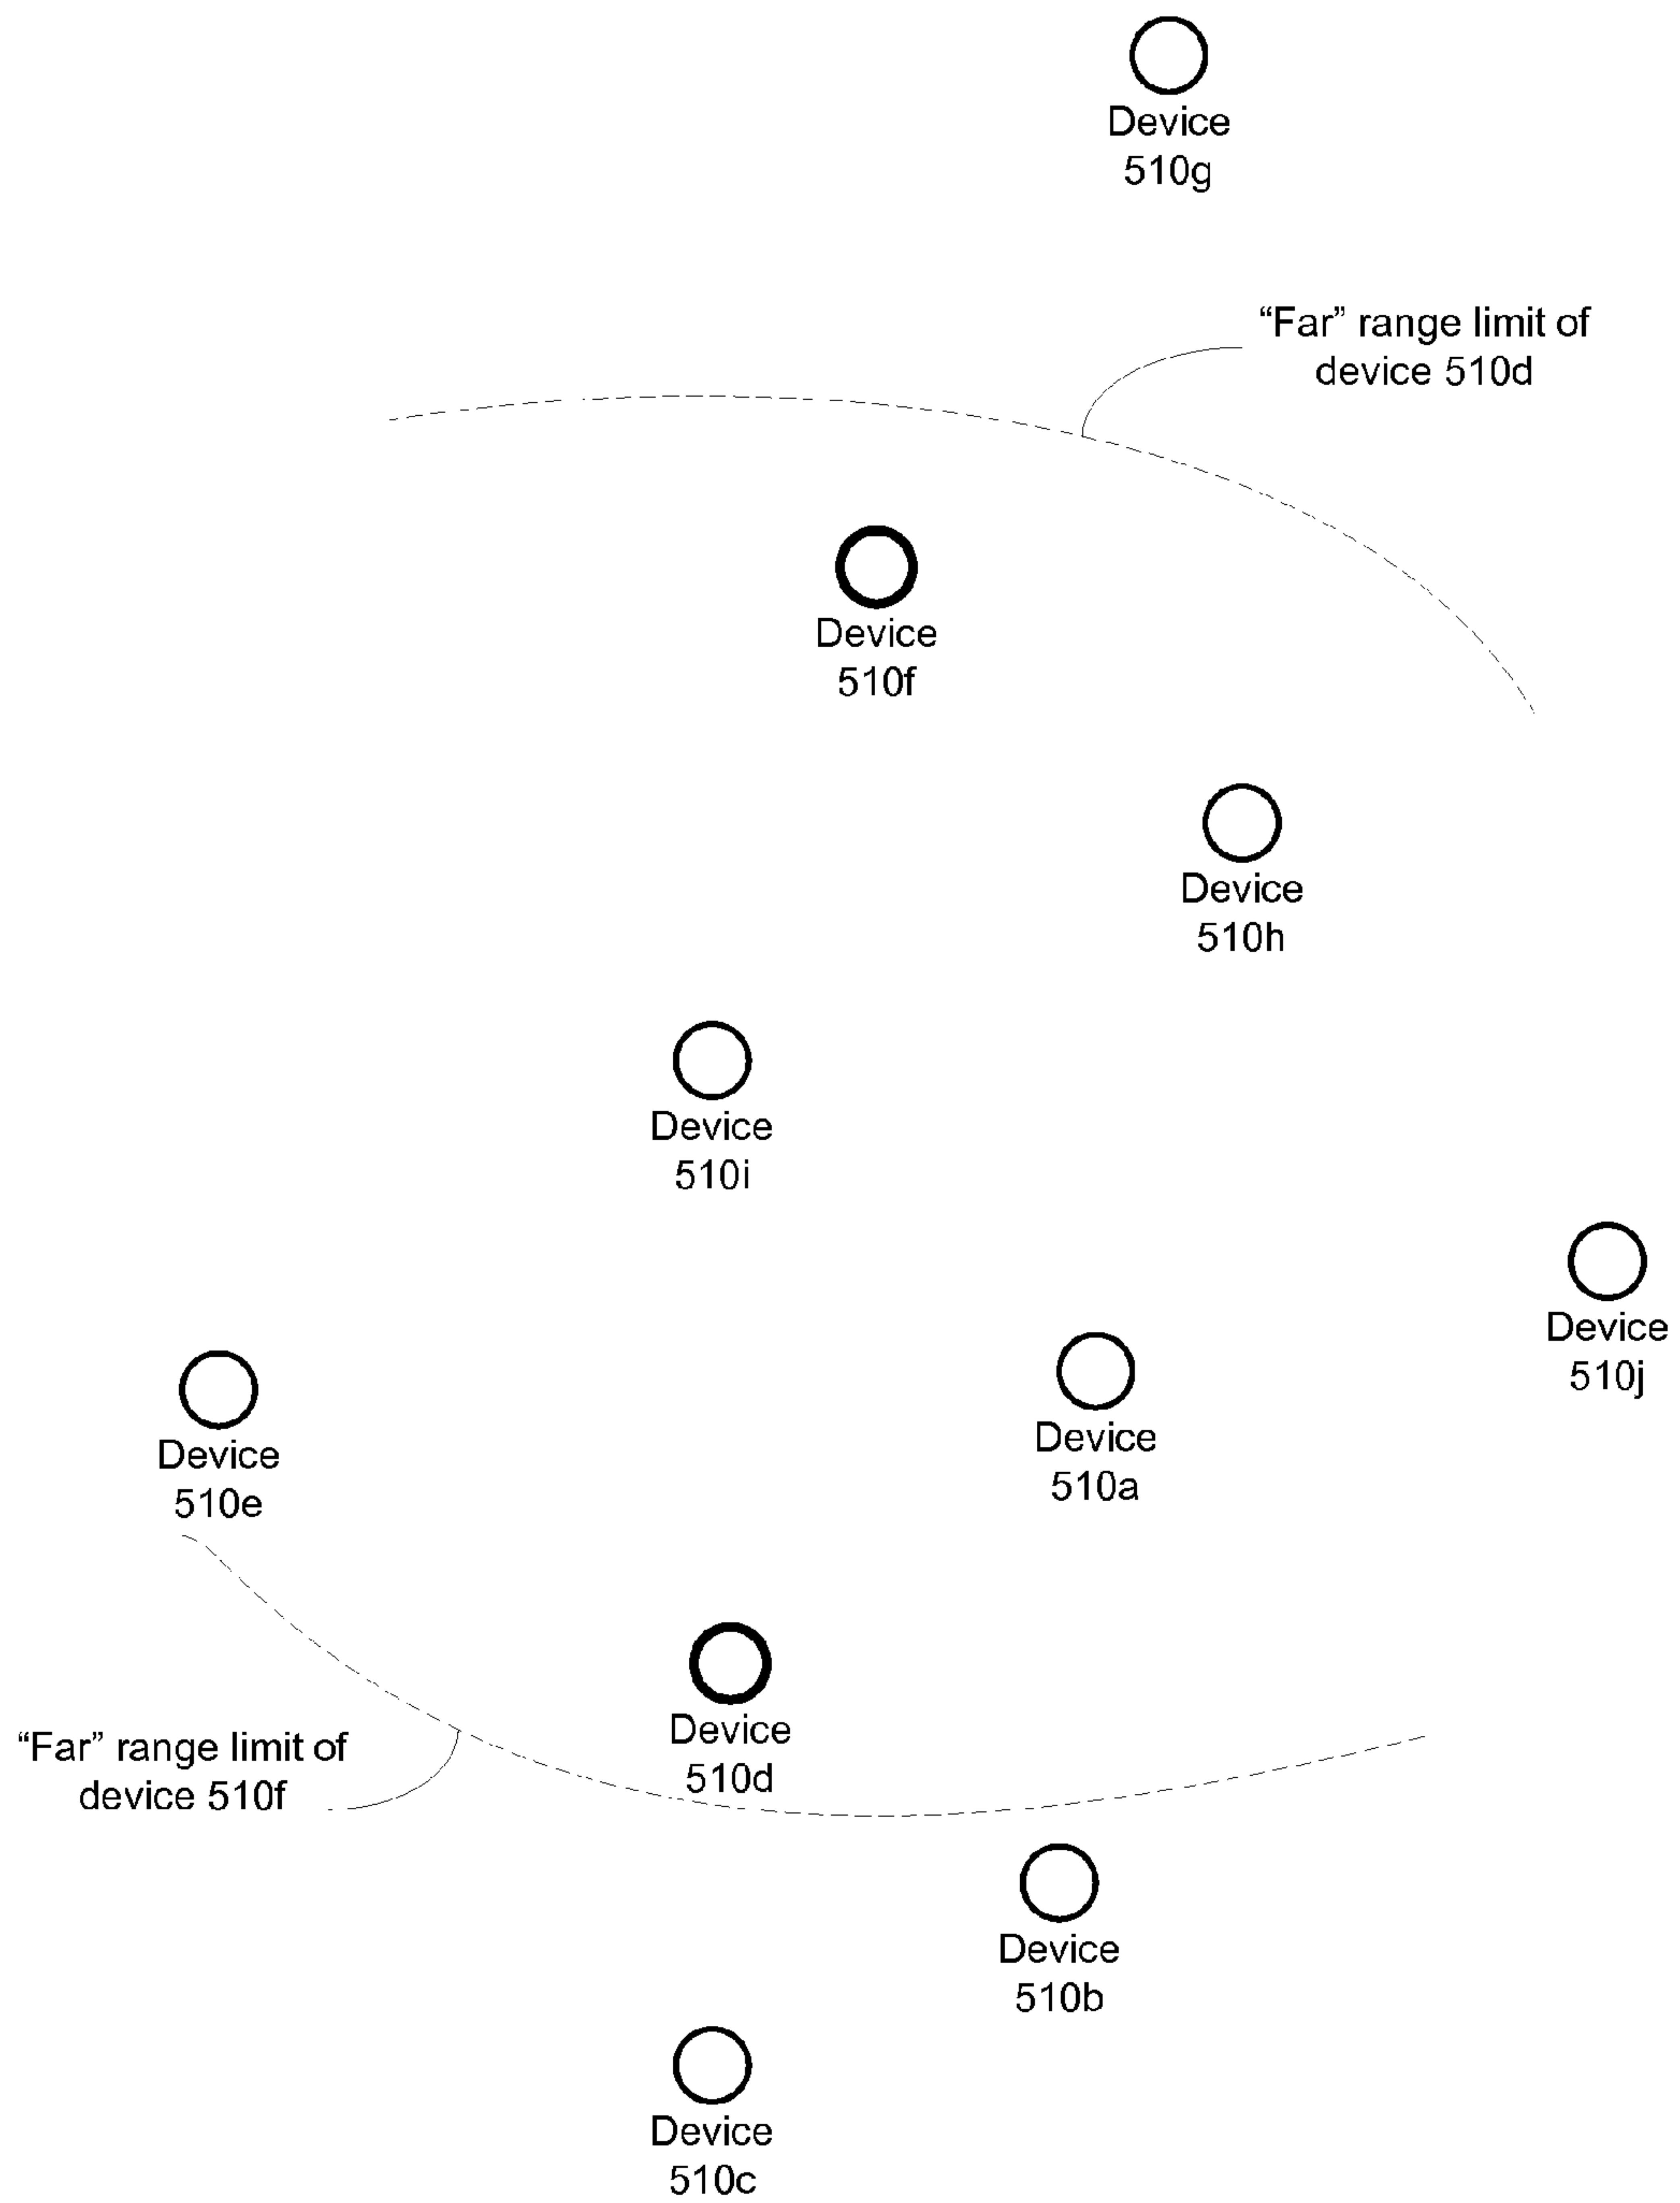 Device
510g
“Far” range limit of
device 510d
Device
510f
Device
510h
Device
510i
Device
510j
Device
510a
Device
510e
Device
510d
“Far” range limit of
device 510f
Device
510b
Device
510c